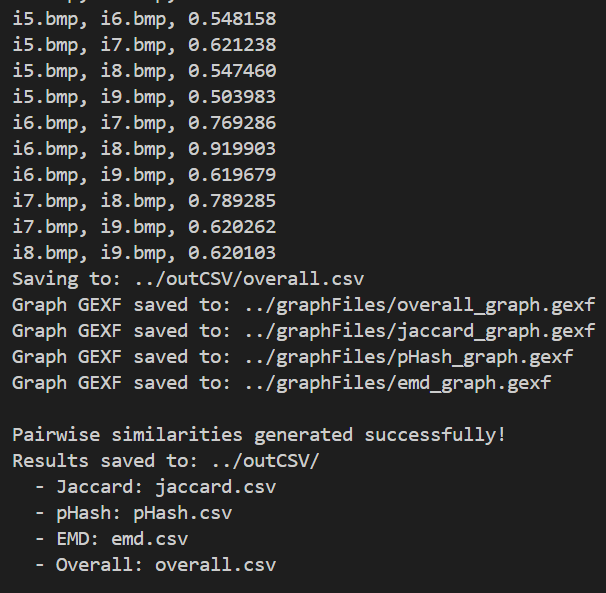 i5.bmp, i6.bmp, 0.548158
i5.bmp, i7.bmp, 0.621238
i5.bmp, i8.bmp, 0.547460
i5.bmp, i9.bmp, 0.503983
i6.bmp, i7.bmp, 0.769286
i6.bmp, i8.bmp, 0.919903
i6.bmp, i9.bmp, 0.619679
i7.bmp, i8.bmp, 0.789285
i7.bmp, i9.bmp, 0.620262
i8.bmp, i9.bmp, 0.620103
Saving to: ../outCSV/overall.csv
Graph GEXF saved to: ../graphFiles/overall_graph.gexf
Graph GEXF saved to: ../graphFiles/jaccard_graph.gexf
Graph GEXF saved to: ../graphFiles/pHash_graph.gexf
Graph GEXF saved to: ../graphFiles/emd_graph.gexf

Pairwise similarities generated successfully!
Results saved to: ../outCSV/
  - Jaccard: jaccard.csv
  - pHash: pHash.csv
  - EMD: emd.csv
  - Overall: overall.csv